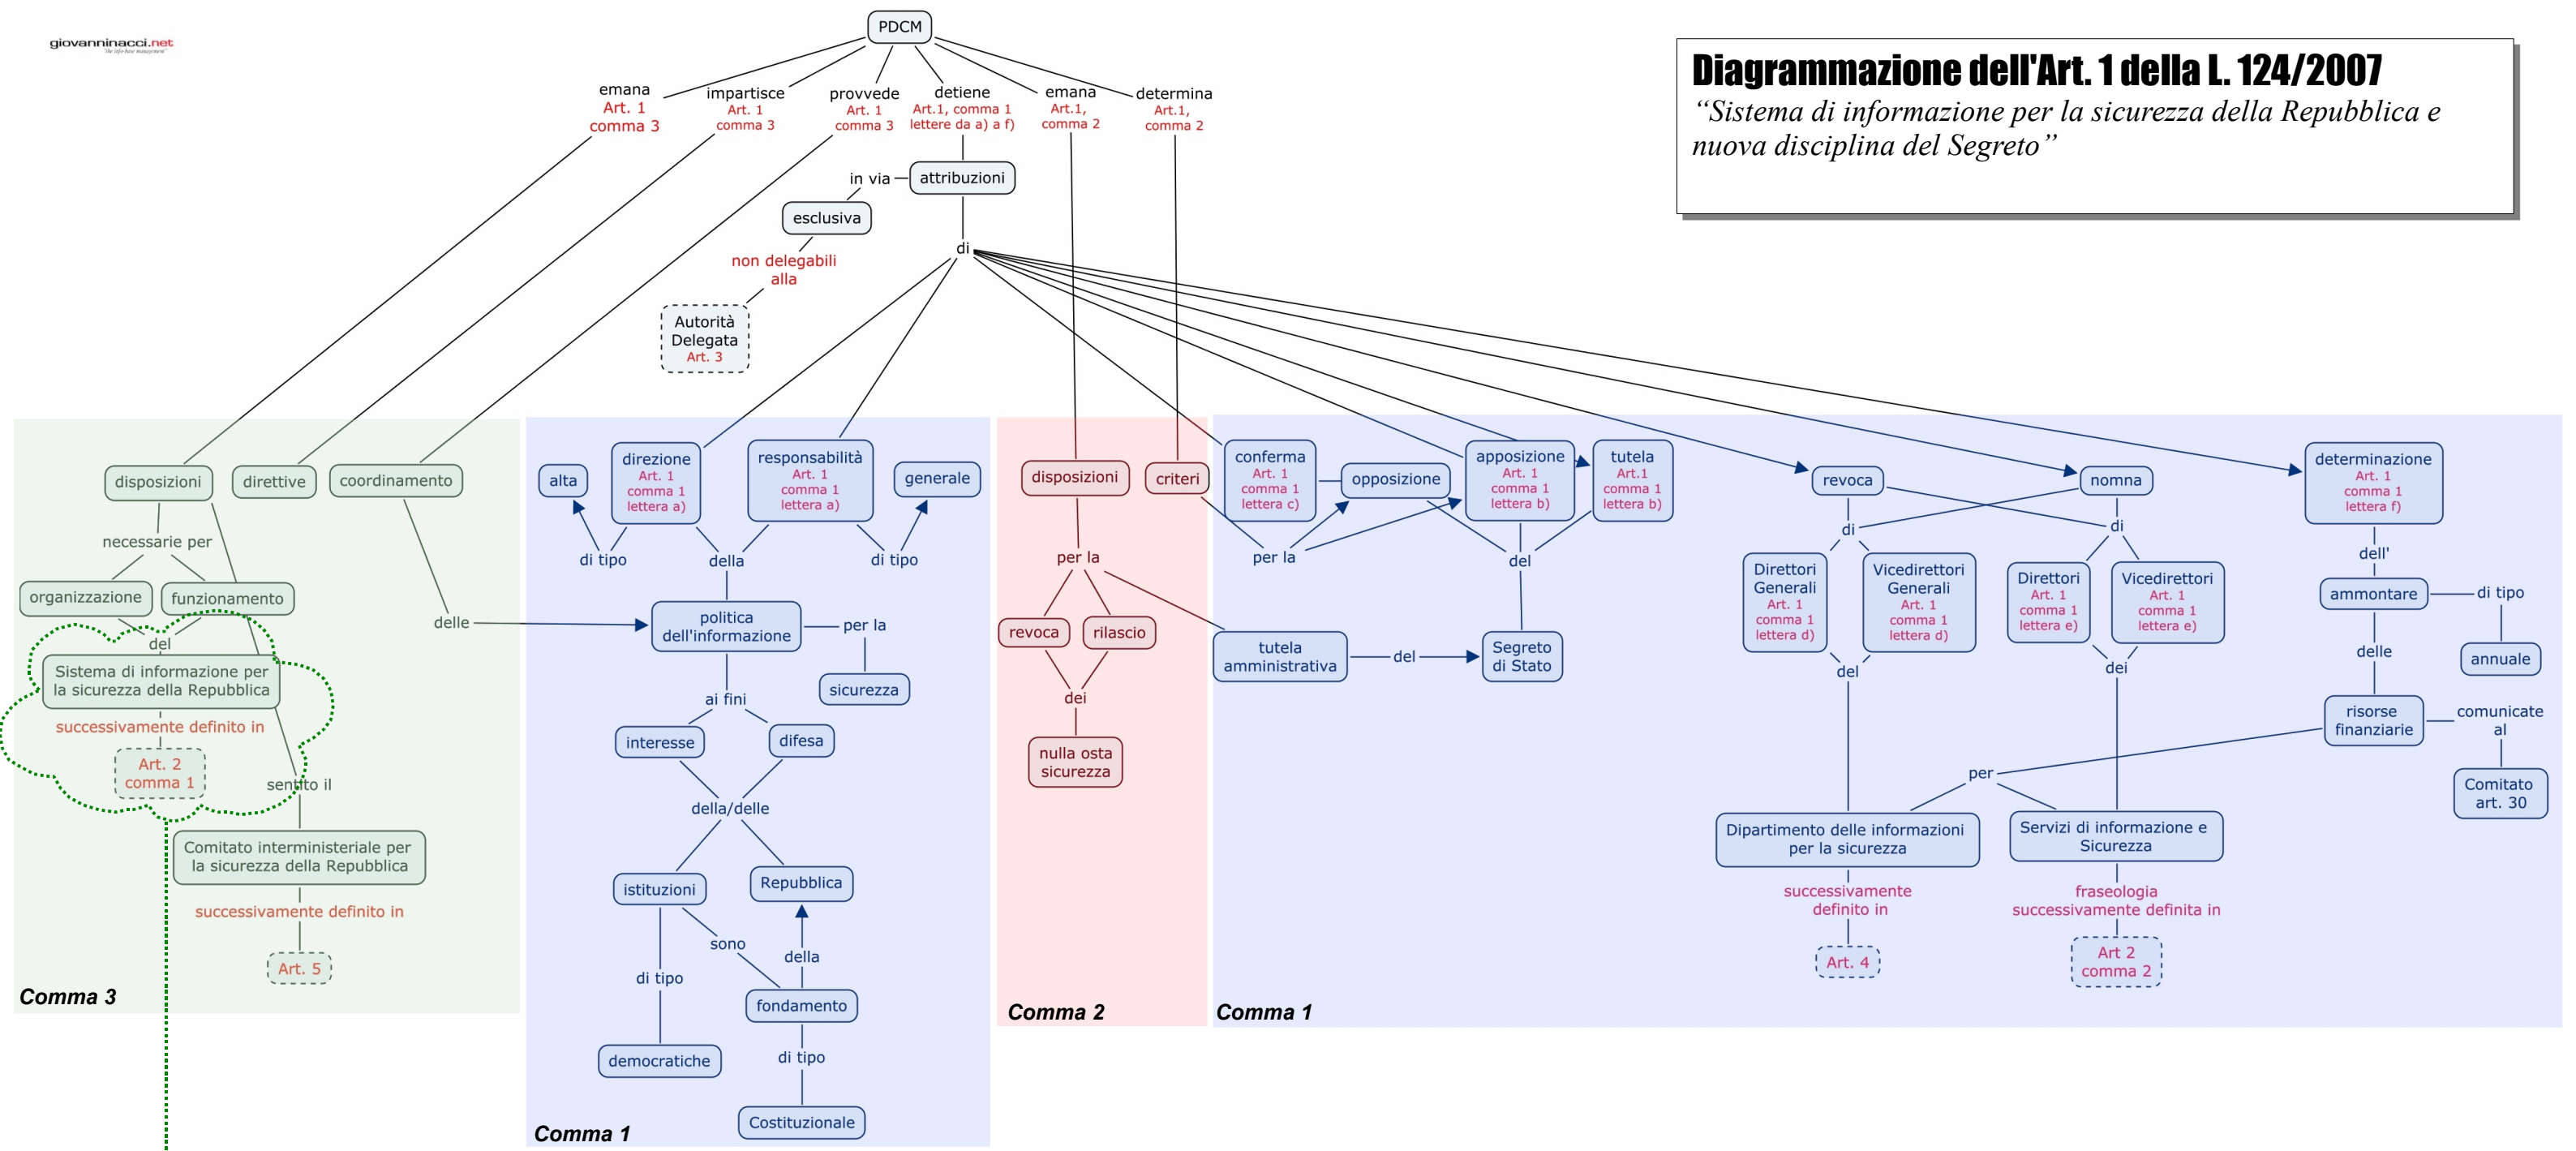 giovanninacci.net
"the info-base management"
PDCM
Diagrammazione dell'Art. 1 della L. 124/2007
“Sistema di informazione per la sicurezza della Repubblica e
nuova disciplina del Segreto”
emana
Art. 1
comma 3
impartisce
Art. 1
comma 3
provvede
Art. 1
comma 3
detiene
Art.1, comma 1
lettere da a) a f)
emana
Art.1,
comma 2
determina
Art.1,
comma 2
in via
attribuzioni
esclusiva
di
non delegabili
alla
Autorità
Delegata
Art. 3
disposizioni
direttive
coordinamento
necessarie per
organizzazione
funzionamento
delle
del
Sistema di informazione per
la sicurezza della Repubblica
successivamente definito in
Art. 2
comma 1
sentito il
Comitato interministeriale per
la sicurezza della Repubblica
successivamente definito in
Art. 5
Comma 3
alta
direzione
Art. 1
comma 1
lettera a)
responsabilità
Art. 1
comma 1
lettera a)
generale
di tipo
della
di tipo
politica
dell'informazione
per la
sicurezza
ai fini
interesse
difesa
della/delle
istituzioni
Repubblica
sono
della
di tipo
fondamento
democratiche
di tipo
Costituzionale
Comma 1
disposizioni
criteri
per la
revoca
rilascio
dei
nulla osta
sicurezza
Comma 2
conferma
Art. 1
comma 1
lettera c)
opposizione
apposizione
Art. 1
comma 1
lettera b)
tutela
Art.1
comma 1
lettera b)
per la
del
tutela
amministrativa
del
Segreto
di Stato
revoca
nomna
di
di
Direttori
Generali
Art. 1
comma 1
lettera d)
Vicedirettori
Generali
Art. 1
comma 1
lettera d)
Direttori
Art. 1
comma 1
lettera e)
Vicedirettori
Art. 1
comma 1
lettera e)
del
dei
determinazione
Art. 1
comma 1
lettera f)
dell'
ammontare
di tipo
annuale
delle
risorse
finanziarie
comunicate
al
Comitato
art. 30
per
Dipartimento delle informazioni
per la sicurezza
Servizi di informazione e
Sicurezza
successivamente
definito in
fraseologia
successivamente definita in
Art. 4
Art 2
comma 2
Comma 1